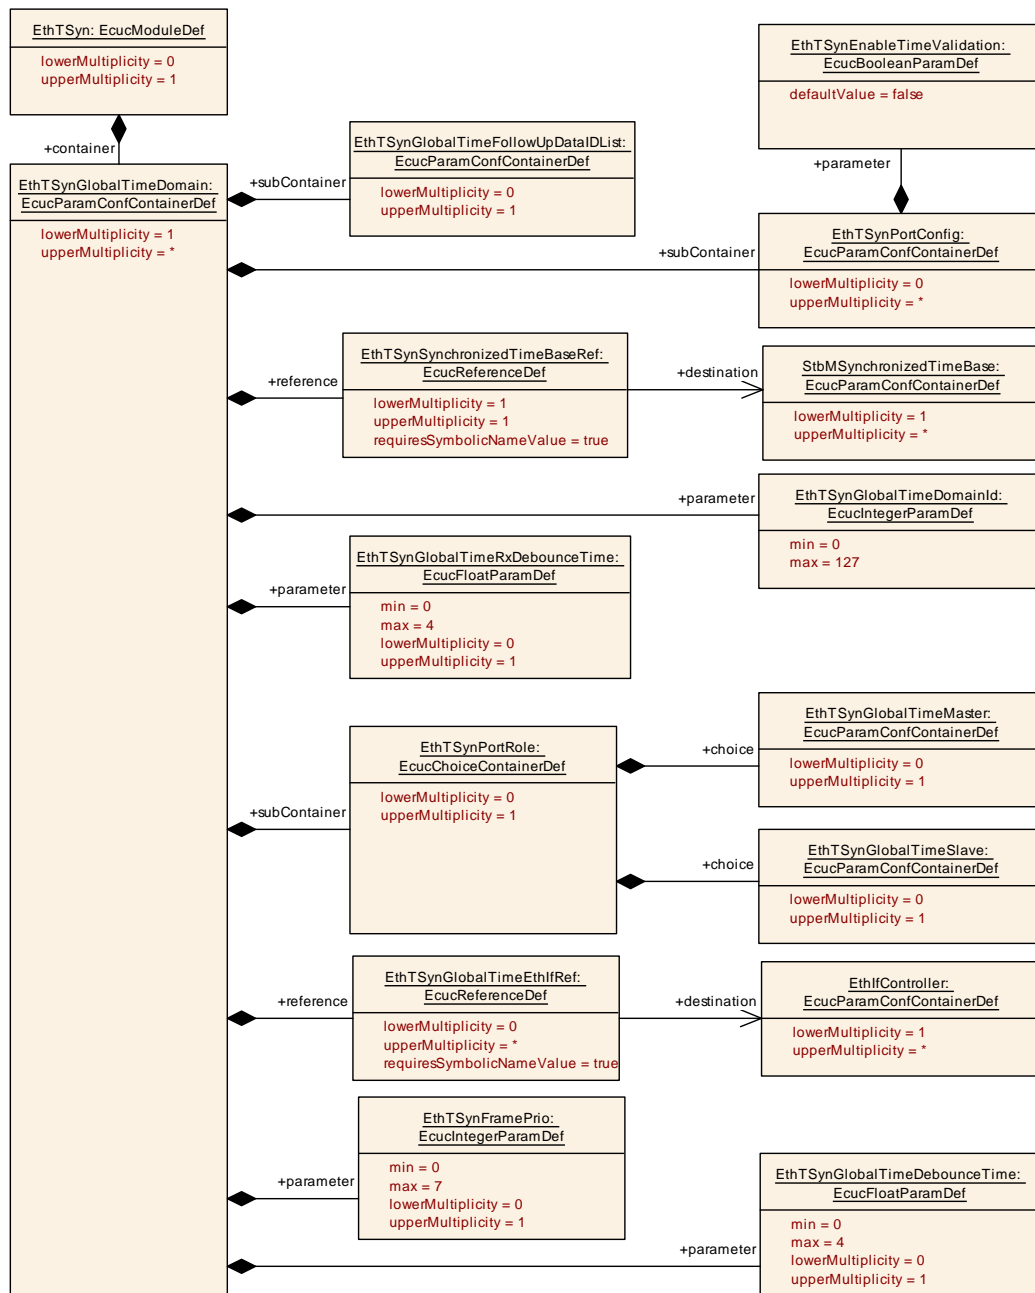 EthTSyn: EcucModuleDef
lowerMultiplicity = 0
upperMultiplicity = 1
+container
EthTSynGlobalTimeDomain:
EcucParamConfContainerDef
lowerMultiplicity = 1
upperMultiplicity = *
EthTSynEnableTimeValidation:
EcucBooleanParamDef
defaultValue = false
+parameter
+subContainer
EthTSynGlobalTimeFollowUpDataIDList:
EcucParamConfContainerDef
lowerMultiplicity = 0
upperMultiplicity = 1
+subContainer
EthTSynPortConfig:
EcucParamConfContainerDef
lowerMultiplicity = 0
upperMultiplicity = *
+reference
EthTSynSynchronizedTimeBaseRef:
EcucReferenceDef
lowerMultiplicity = 1
upperMultiplicity = 1
requiresSymbolicNameValue = true
+destination
StbMSynchronizedTimeBase:
EcucParamConfContainerDef
lowerMultiplicity = 1
upperMultiplicity = *
+parameter
EthTSynGlobalTimeDomainId:
EcucIntegerParamDef
min = 0
max = 127
+parameter
EthTSynGlobalTimeRxDebounceTime:
EcucFloatParamDef
min = 0
max = 4
lowerMultiplicity = 0
upperMultiplicity = 1
+subContainer
EthTSynPortRole:
EcucChoiceContainerDef
lowerMultiplicity = 0
upperMultiplicity = 1
+choice
EthTSynGlobalTimeMaster:
EcucParamConfContainerDef
lowerMultiplicity = 0
upperMultiplicity = 1
+choice
EthTSynGlobalTimeSlave:
EcucParamConfContainerDef
lowerMultiplicity = 0
upperMultiplicity = 1
+reference
EthTSynGlobalTimeEthIfRef:
EcucReferenceDef
lowerMultiplicity = 0
upperMultiplicity = *
requiresSymbolicNameValue = true
+destination
EthIfController:
EcucParamConfContainerDef
lowerMultiplicity = 1
upperMultiplicity = *
+parameter
EthTSynFramePrio:
EcucIntegerParamDef
min = 0
max = 7
lowerMultiplicity = 0
upperMultiplicity = 1
+parameter
EthTSynGlobalTimeDebounceTime:
EcucFloatParamDef
min = 0
max = 4
lowerMultiplicity = 0
upperMultiplicity = 1